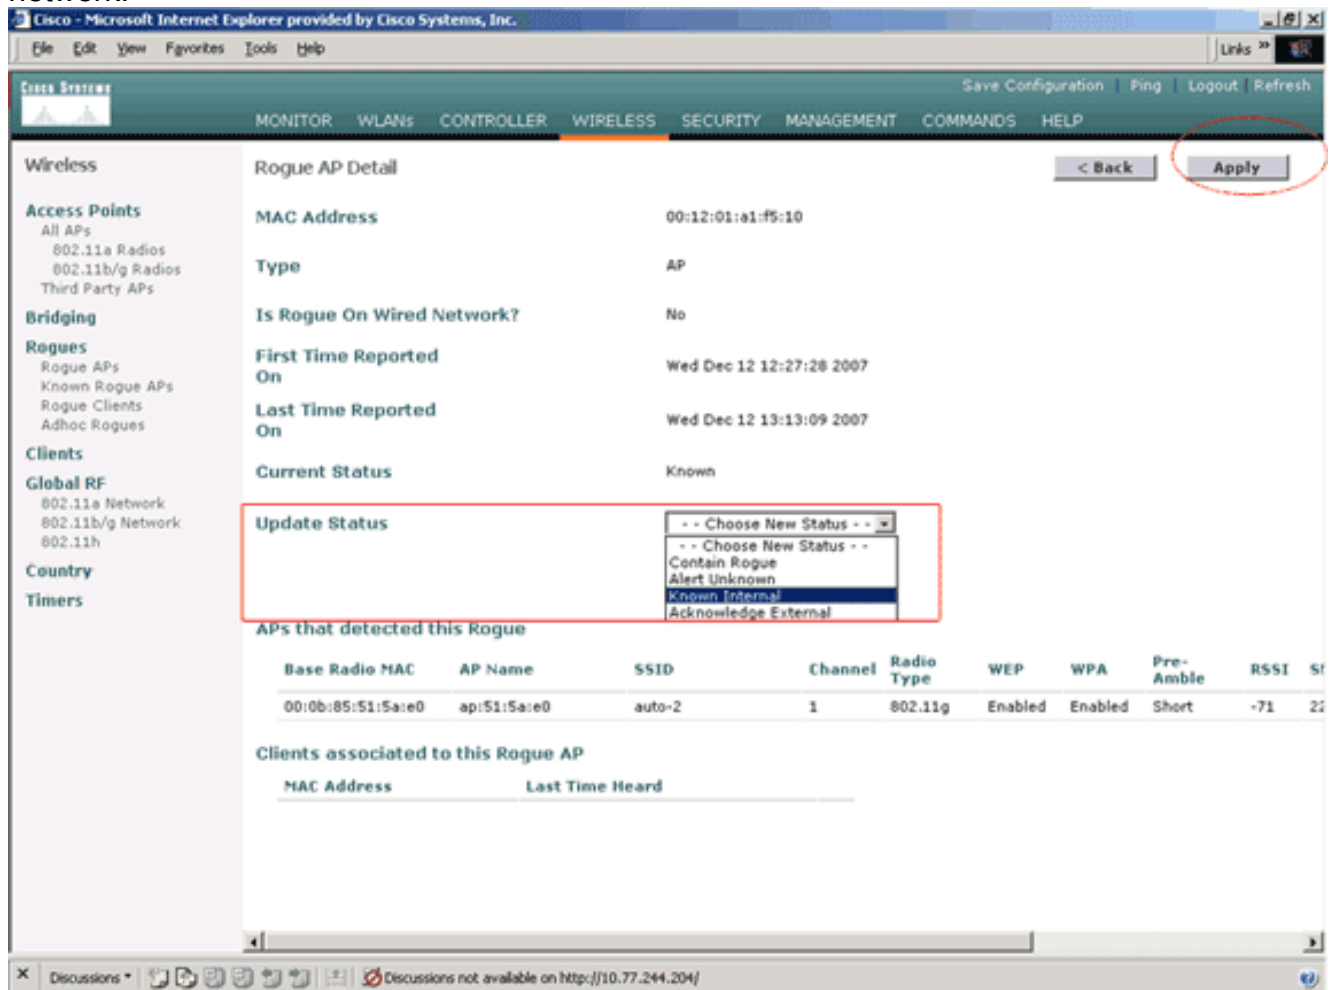 network.
Cisco - Microsoft Internet Explorer provided by Cisco Systems, Inc.
File Edit View Favorites Tools Help
Links »
CISCO SYSTEMS
Save Configuration | Ping | Logout | Refresh
MONITOR WLANs CONTROLLER WIRELESS SECURITY MANAGEMENT COMMANDS HELP
Wireless
Access Points
All APs
802.11a Radios
802.11b/g Radios
Third Party APs
Bridging
Rogues
Rogue APs
Known Rogue APs
Rogue Clients
Adhoc Rogues
Clients
Global RF
802.11a Network
802.11b/g Network
802.11h
Country
Timers
Rogue AP Detail
< Back Apply
MAC Address 00:12:01:a1:f5:10
Type AP
Is Rogue On Wired Network? No
First Time Reported
On
Wed Dec 12 12:27:28 2007
Last Time Reported
On
Wed Dec 12 13:13:09 2007
Current Status Known
Update Status - - Choose New Status - -
- - Choose New Status - -
Contain Rogue
Alert Unknown
Known Internal
Acknowledge External
APs that detected this Rogue
Base Radio MAC AP Name SSID Channel Radio Type WEP WPA Pre-Amble RSSI
00:0b:85:51:5a:e0 ap:51:5a:e0 auto-2 1 802.11g Enabled Enabled Short -71 22
Clients associated to this Rogue AP
MAC Address Last Time Heard
Discussions Discussions not available on http://10.77.244.204/